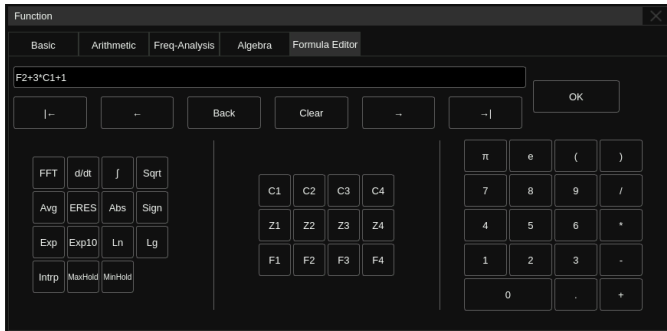 Function
Basic Arithmetic Freq-Analysis Algebra Formula Editor
F2+3*C1+1
OK
|← ← Back Clear → →|
π e ( )
FFT d/dt ∫ Sqrt
C1 C2 C3 C4
7 8 9 /
Avg ERES Abs Sign
Z1 Z2 Z3 Z4
4 5 6 *
Exp Exp10 Ln Lg
F1 F2 F3 F4
1 2 3 -
Intrp MaxHold MinHold
0 . +